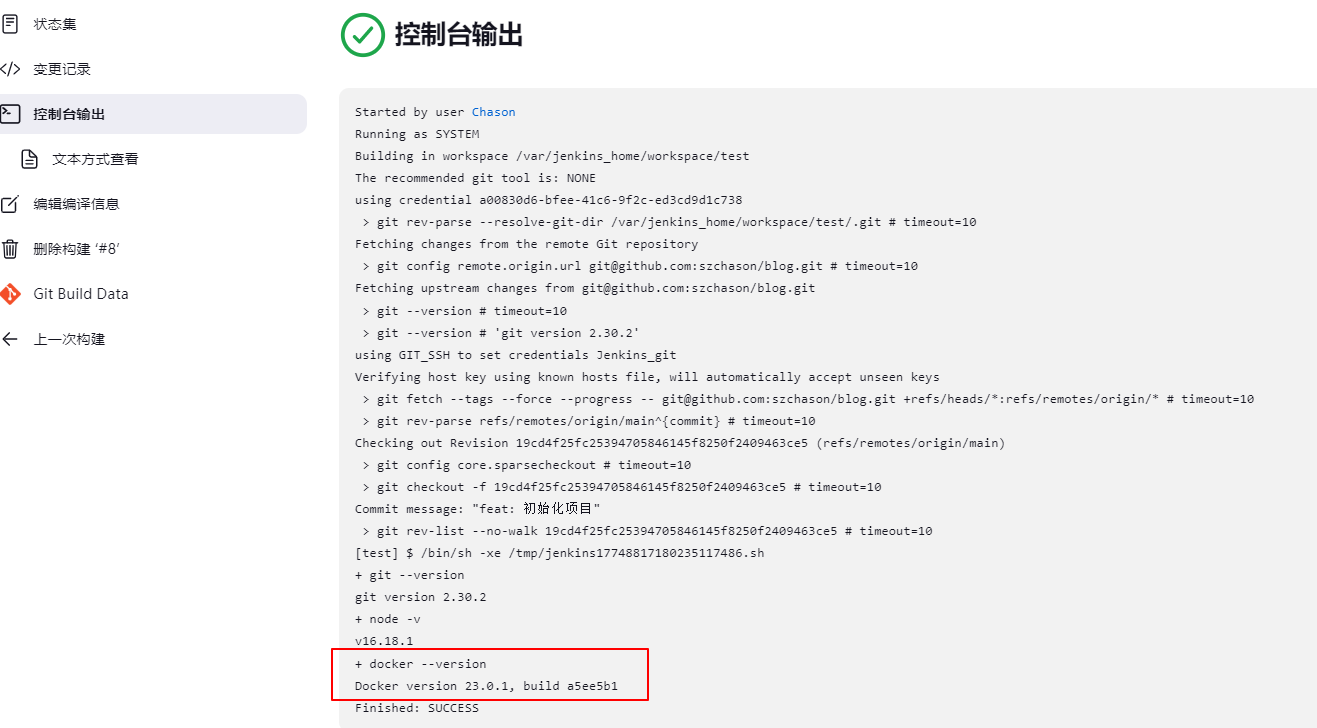 状态集
变更记录
控制台输出
文本方式查看
编辑编译信息
删除构建 ‘#8’
Git Build Data
上一次构建
控制台输出
Started by user Chason
Running as SYSTEM
Building in workspace /var/jenkins_home/workspace/test
The recommended git tool is: NONE
using credential a00830d6-bfee-41c6-9f2c-ed3cd9d1c738
> git rev-parse --resolve-git-dir /var/jenkins_home/workspace/test/.git # timeout=10
Fetching changes from the remote Git repository
> git config remote.origin.url git@github.com:szchason/blog.git # timeout=10
Fetching upstream changes from git@github.com:szchason/blog.git
> git --version # timeout=10
> git --version # 'git version 2.30.2'
using GIT_SSH to set credentials Jenkins_git
Verifying host key using known hosts file, will automatically accept unseen keys
> git fetch --tags --force --progress -- git@github.com:szchason/blog.git +refs/heads/*:refs/remotes/origin/* # timeout=10
> git rev-parse refs/remotes/origin/main^{commit} # timeout=10
Checking out Revision 19cd4f25fc25394705846145f8250f2409463ce5 (refs/remotes/origin/main)
> git config core.sparsecheckout # timeout=10
> git checkout -f 19cd4f25fc25394705846145f8250f2409463ce5 # timeout=10
Commit message: "feat: 初始化项目"
> git rev-list --no-walk 19cd4f25fc25394705846145f8250f2409463ce5 # timeout=10
[test] $ /bin/sh -xe /tmp/jenkins17748817180235117486.sh
+ git --version
git version 2.30.2
+ node -v
v16.18.1
+ docker --version
Docker version 23.0.1, build a5ee5b1
Finished: SUCCESS